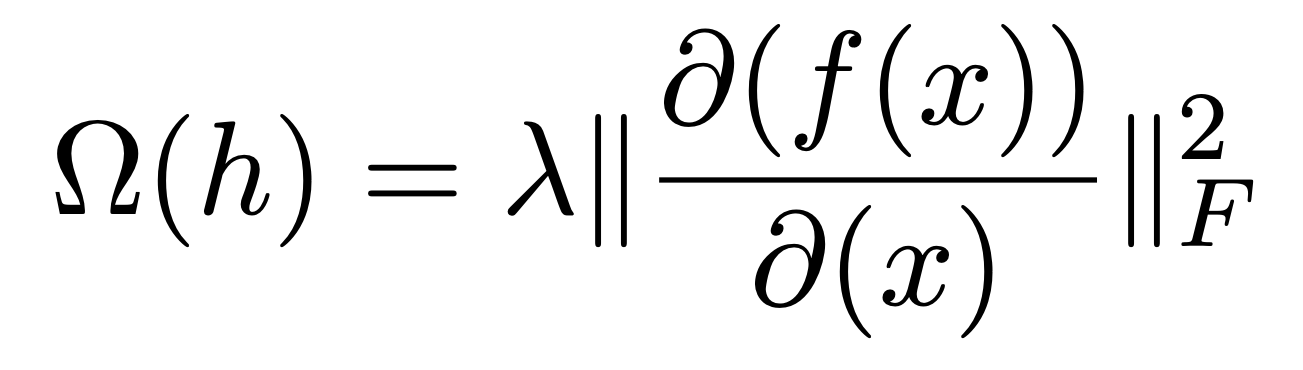 Ω(h) = λ‖ ∂(f(x)) / ∂(x) ‖²_F